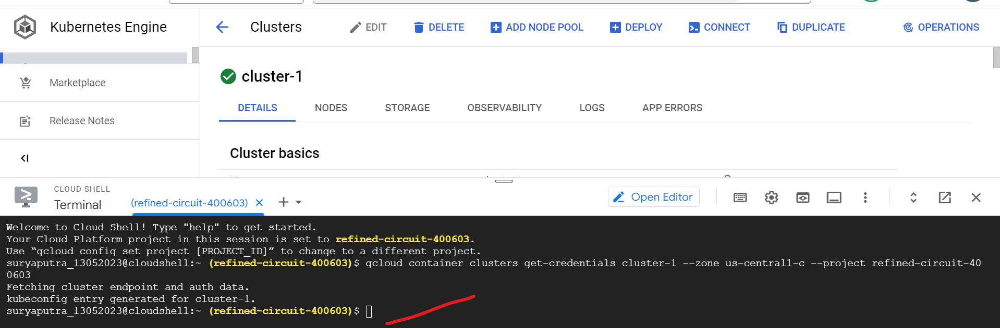 Kubernetes Engine
Clusters
EDIT
DELETE
ADD NODE POOL
DEPLOY
CONNECT
DUPLICATE
OPERATIONS
Marketplace
Release Notes
cluster-1
DETAILS
NODES
STORAGE
OBSERVABILITY
LOGS
APP ERRORS
Cluster basics
CLOUD SHELL
Terminal
(refined-circuit-400603)
Open Editor
Welcome to Cloud Shell! Type "help" to get started.
Your Cloud Platform project in this session is set to refined-circuit-400603.
Use “gcloud config set project [PROJECT_ID]” to change to a different project.
suryaputra_13052023@cloudshell:~ (refined-circuit-400603)$ gcloud container clusters get-credentials cluster-1 --zone us-central1-c --project refined-circuit-40
0603
Fetching cluster endpoint and auth data.
kubeconfig entry generated for cluster-1.
suryaputra_13052023@cloudshell:~ (refined-circuit-400603)$